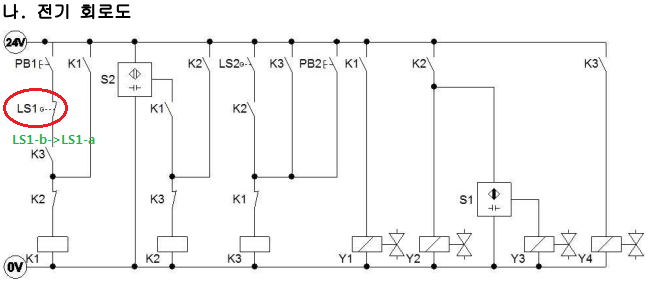 나. 전기 회로도
24V
PB1 K1 S2 K2 LS2 K3 PB2 K1 K2 K3
LS1 K1 K2
LS1-b->LS1-a
K3
K2 K3 K1 S1
K1 K2 K3 Y1 Y2 Y3 Y4
0V